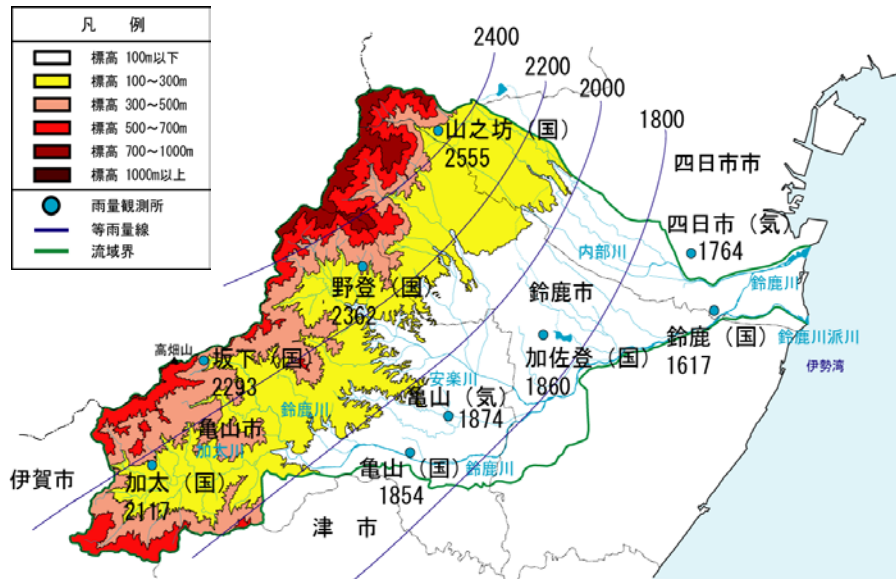 凡 例
標高 100m以下
標高 100～300m
標高 300～500m
標高 500～700m
標高 700～1000m
標高 1000m以上
雨量観測所
等雨量線
流域界
2400
2200
2000
1800
山之坊（国）
2555
四日市市
四日市（気）
1764
内部川
鈴鹿川
野登（国）
2362
鈴鹿市
鈴鹿（国）
1617
鈴鹿川派川
伊勢湾
高畑山
坂下（国）
2293
加佐登（国）
1860
安楽川
亀山（気）
1874
鈴鹿川
亀山市
加太川
伊賀市
加太（国）
2117
亀山（国）
1854
鈴鹿川
津 市